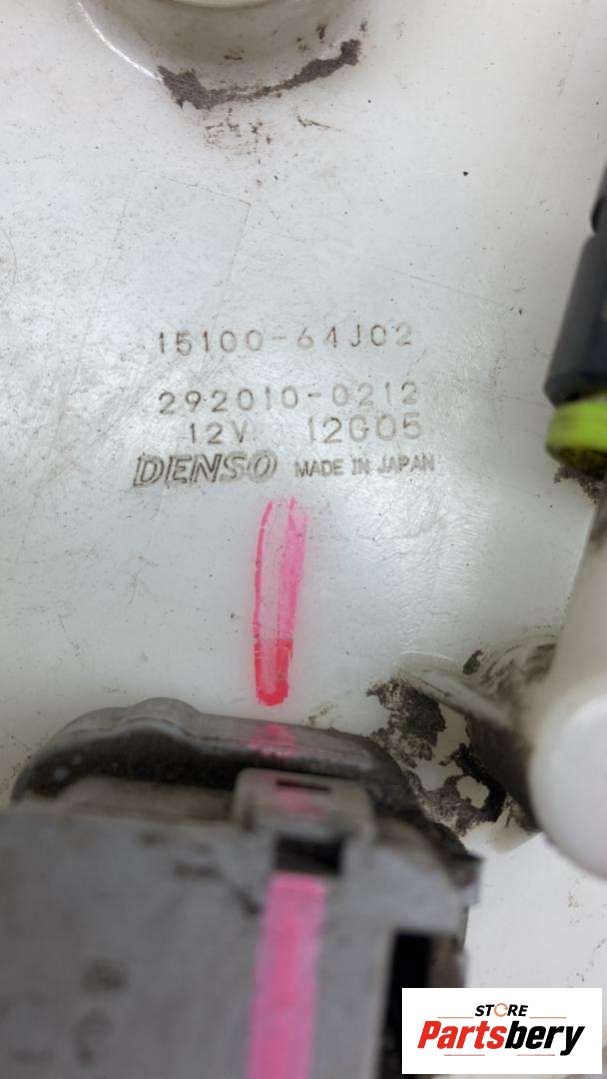 15100-64J02
292010-0212
12V 12G05
DENSO MADE IN JAPAN
STORE
Partsbery